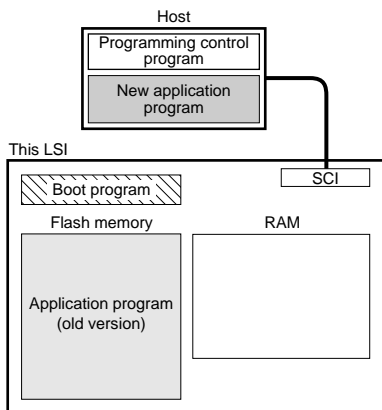 Host
Programming control
program
New application
program
This LSI
SCI
Boot program
Flash memory
RAM
Application program
(old version)